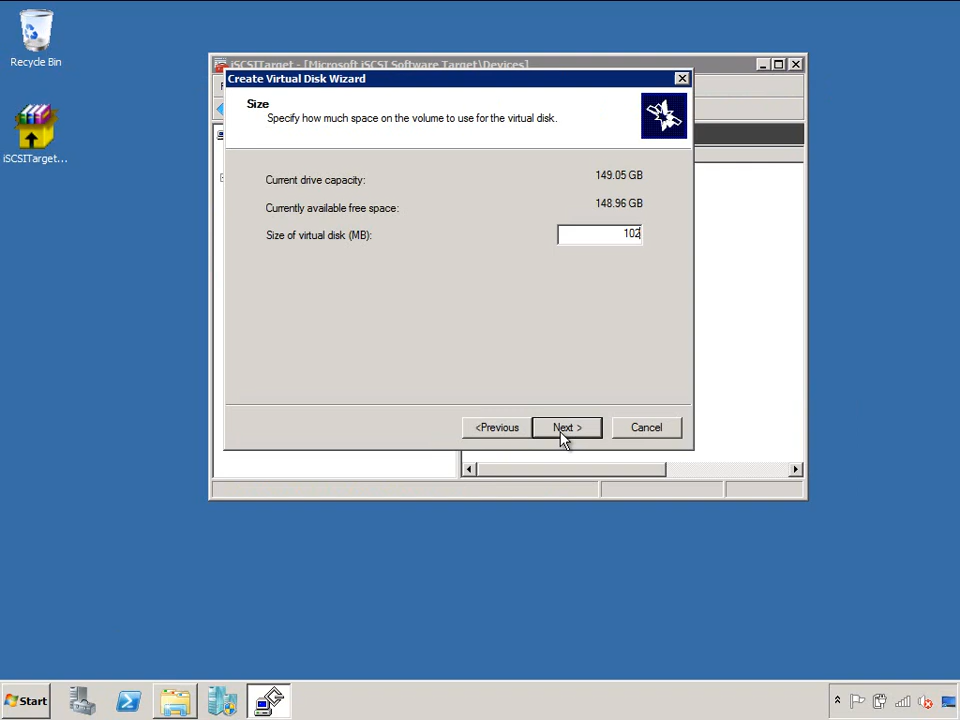 Recycle Bin
iSCSITarget...
iSCSITarget - [Microsoft iSCSI Software Target\Devices]
Create Virtual Disk Wizard
Size
Specify how much space on the volume to use for the virtual disk.
Current drive capacity:
149.05 GB
Currently available free space:
148.96 GB
Size of virtual disk (MB):
102
<Previous
Next >
Cancel
Start